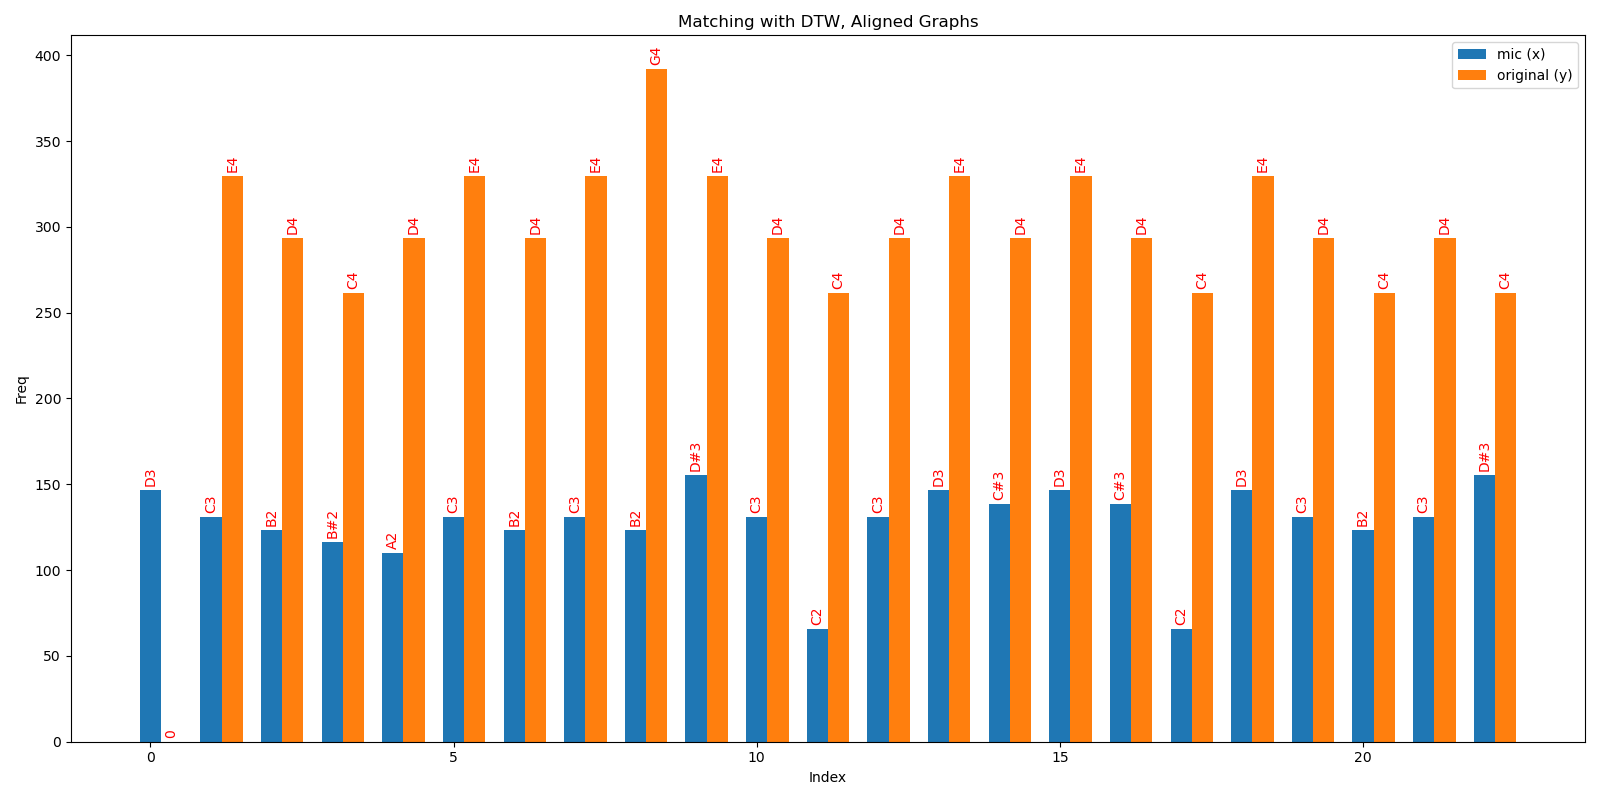 Matching with DTW, Aligned Graphs
mic (x)
original (y)
Freq
400
350
300
250
200
150
100
50
0
D3 0 C3 E4 B2 D4 B#2 C4 A2 D4 C3 E4 B2 D4 C3 E4 B2 G4 D#3 E4 C3 D4 C2 C4 C3 D4 D3 E4 C#3 D4 D3 E4 C#3 D4 C2 C4 D3 E4 C3 D4 B2 C4 C3 D4 D#3 C4
0 5 10 15 20
Index